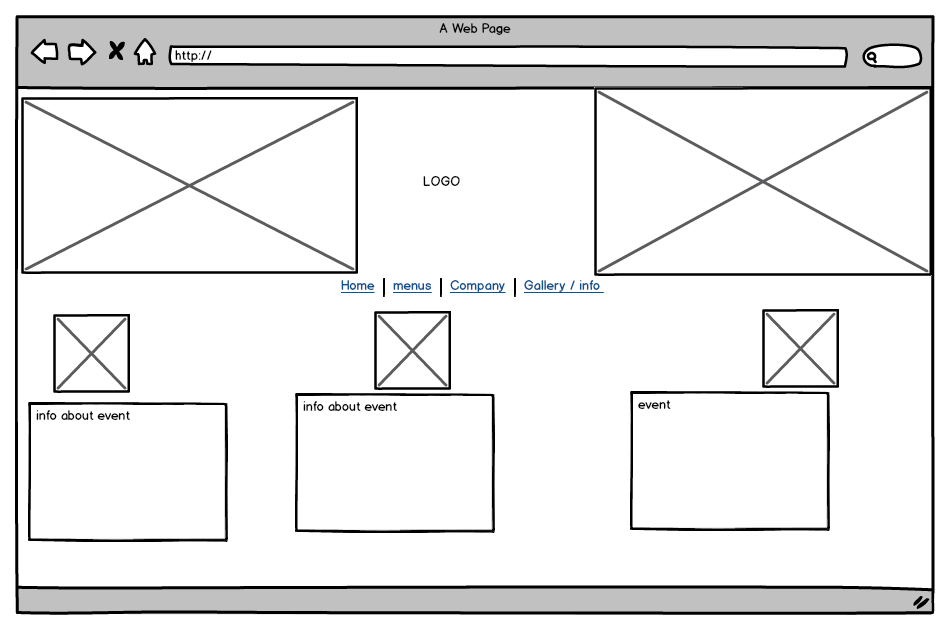 A Web Page
http://
LOGO
Home | menus | Company | Gallery / info
info about event
info about event
event